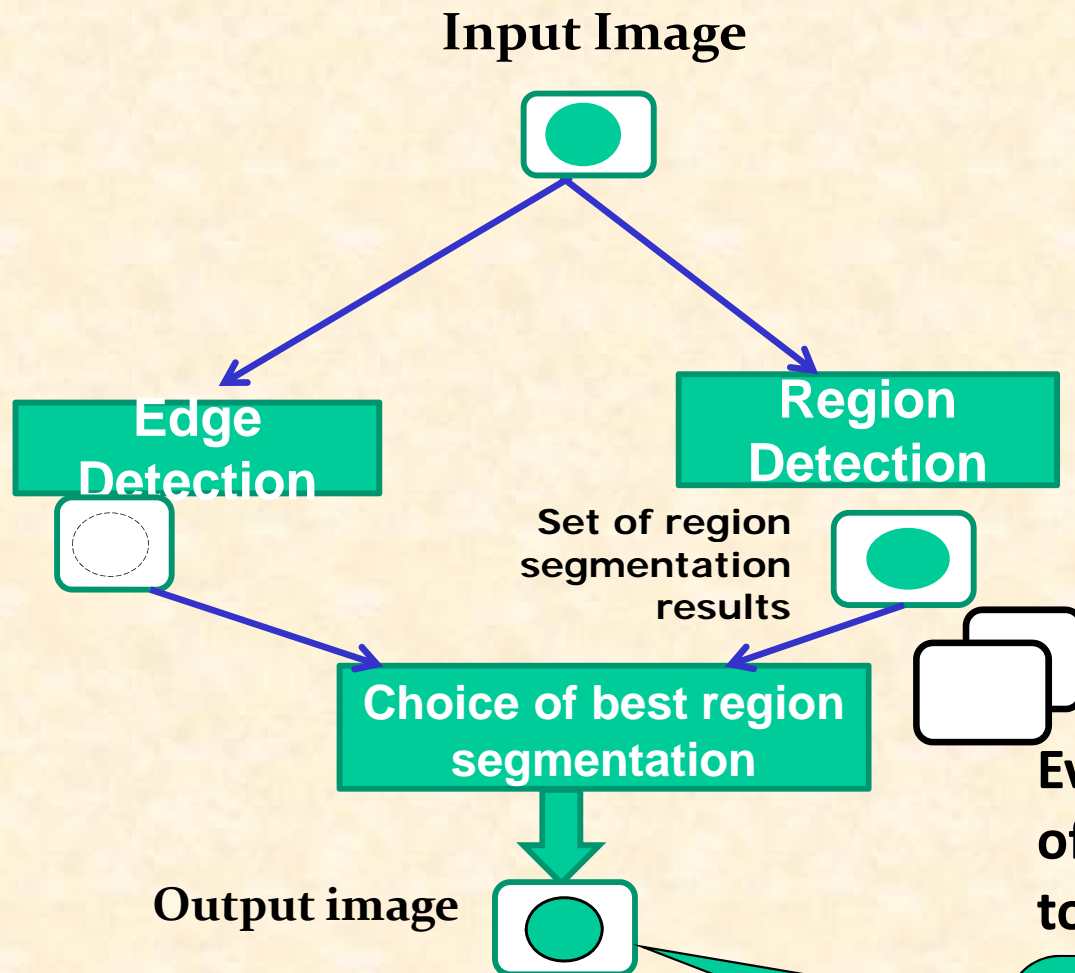 Input Image
Edge
Detection
Region
Detection
Set of region
segmentation
results
Choice of best region
segmentation
Output image